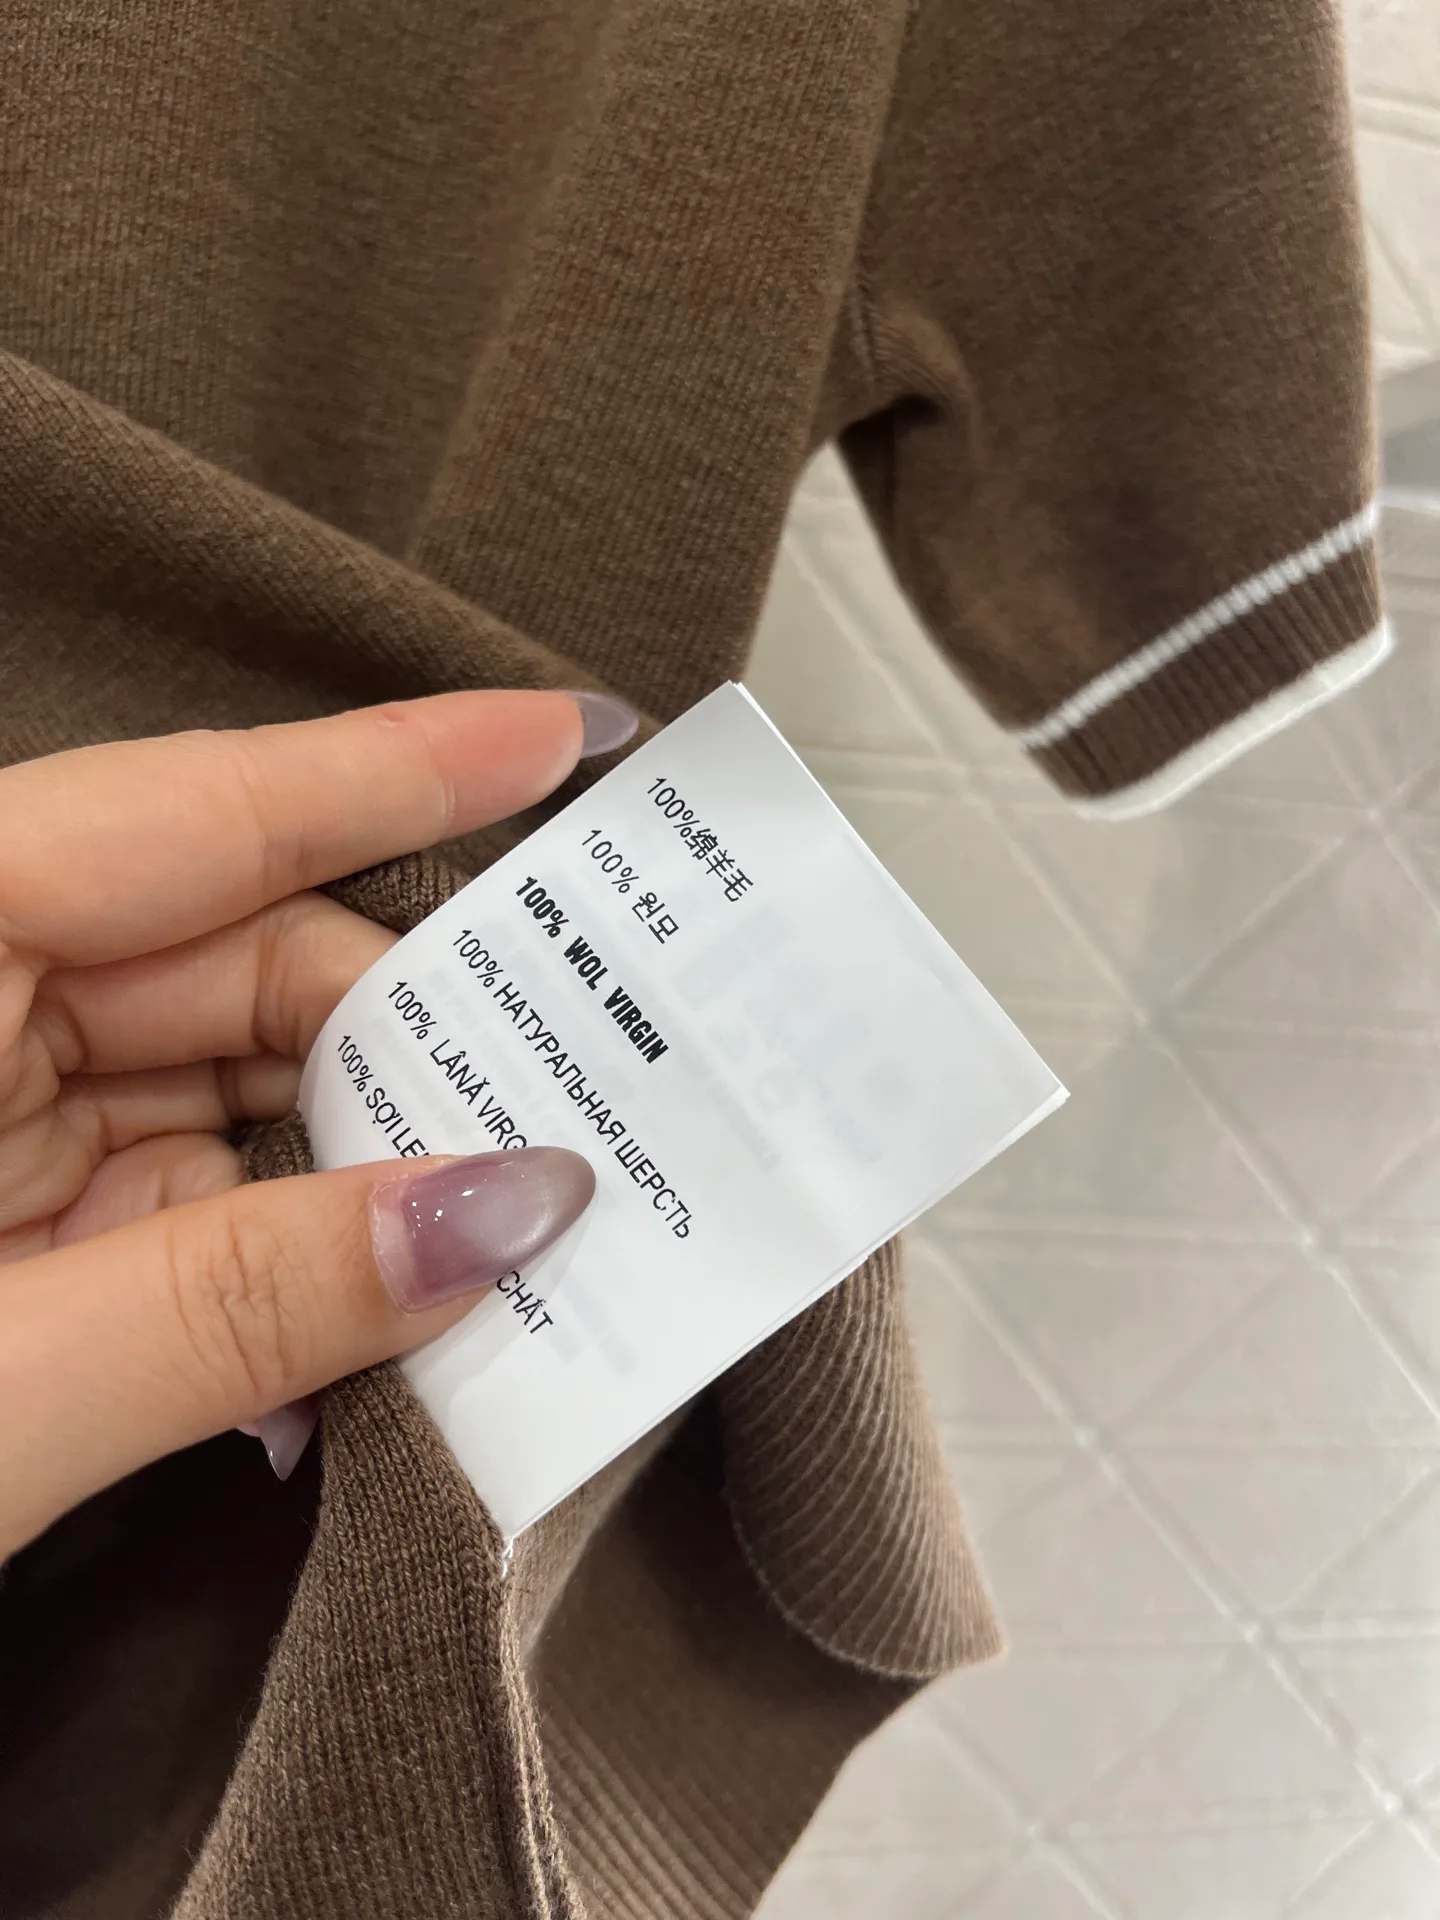 100%绵羊毛
100% 원모
100% WOL VIRGIN
100% НАТУРАЛЬНАЯ ШЕРСТЬ
100% LÂNĂ VIRG
100% SỢI LE CHẤT